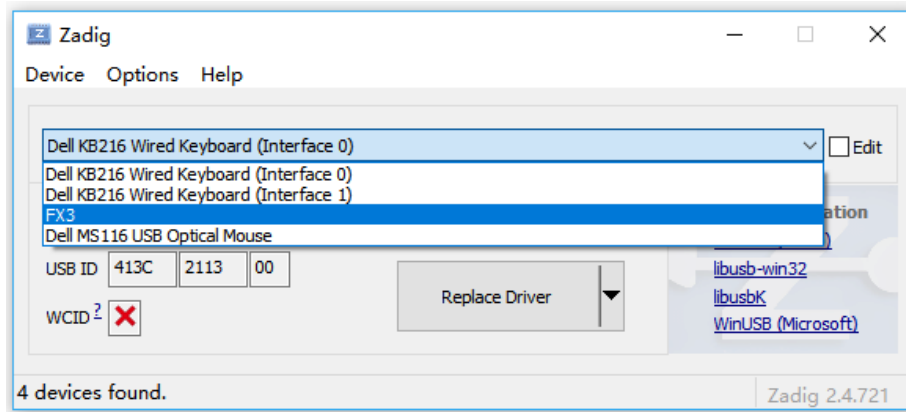 Zadig
Device Options Help
Dell KB216 Wired Keyboard (Interface 0)
Edit
Dell KB216 Wired Keyboard (Interface 0)
Dell KB216 Wired Keyboard (Interface 1)
FX3
Dell MS116 USB Optical Mouse
USB ID 413C 2113 00
WCID ?
Replace Driver
libusb-win32
libusbK
WinUSB (Microsoft)
4 devices found.
Zadig 2.4.721